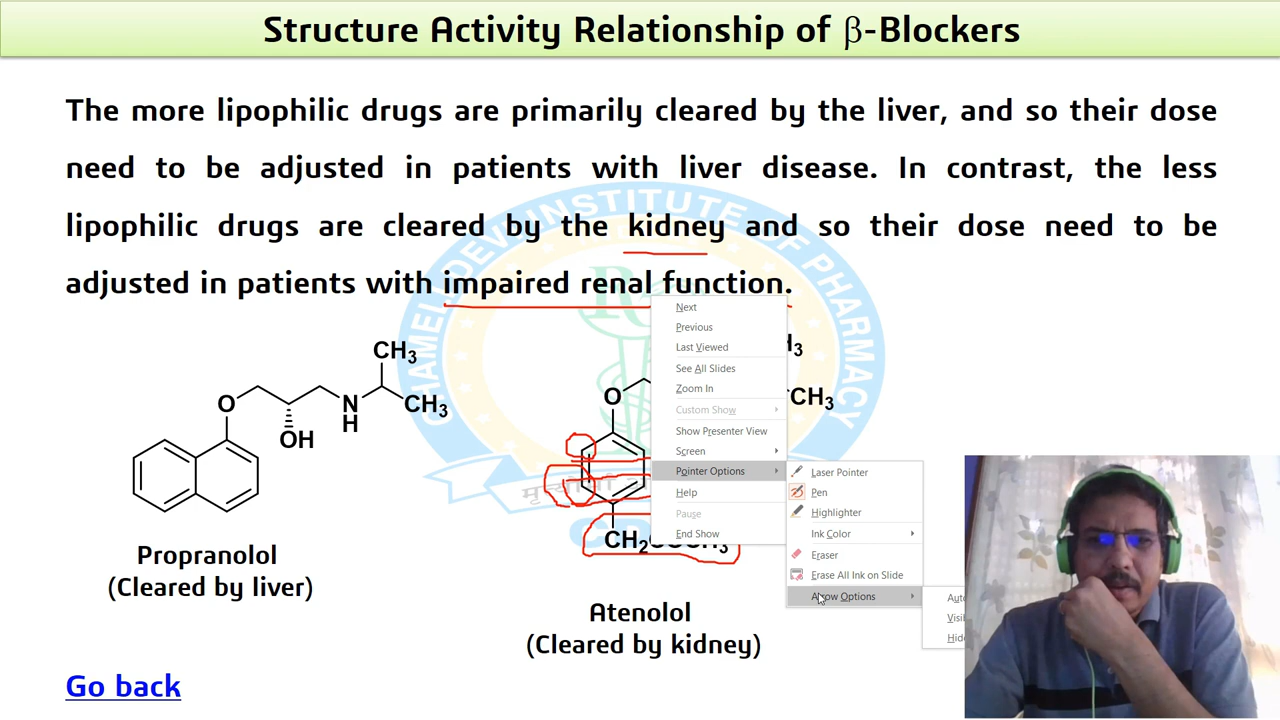 Structure Activity Relationship of β-Blockers
The more lipophilic drugs are primarily cleared by the liver, and so their dose
need to be adjusted in patients with liver disease. In contrast, the less
lipophilic drugs are cleared by the kidney and so their dose need to be
adjusted in patients with impaired renal function.
CHAMELI DEVI INSTITUTE OF PHARMACY
CH3
O
N
H
CH3
OH
Propranolol
(Cleared by liver)
O
CH3
CH2
Atenolol
(Cleared by kidney)
Next
Previous
Last Viewed
See All Slides
Zoom In
Custom Show
Show Presenter View
Screen
Pointer Options
Help
Pause
End Show
Laser Pointer
Pen
Highlighter
Ink Color
Eraser
Erase All Ink on Slide
Arrow Options
Go back